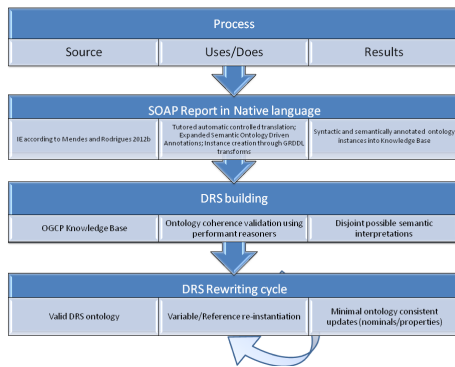 Process
Source
Uses/Does
Results
SOAP Report in Native language
IE according to Mendes and Rodrigues 2012b
Tutored automatic controlled translation;
Expanded Semantic Ontology Driven
Annotations; Instance creation through GRDDL
transforms
Syntactic and semantically annotated ontology
instances into Knowledge Base
DRS building
OGCP Knowledge Base
Ontology coherence validation using
performant reasoners
Disjoint possible semantic
interpretations
DRS Rewriting cycle
Valid DRS ontology
Variable/Reference re-instantiation
Minimal ontology consistent
updates (nominals/properties)